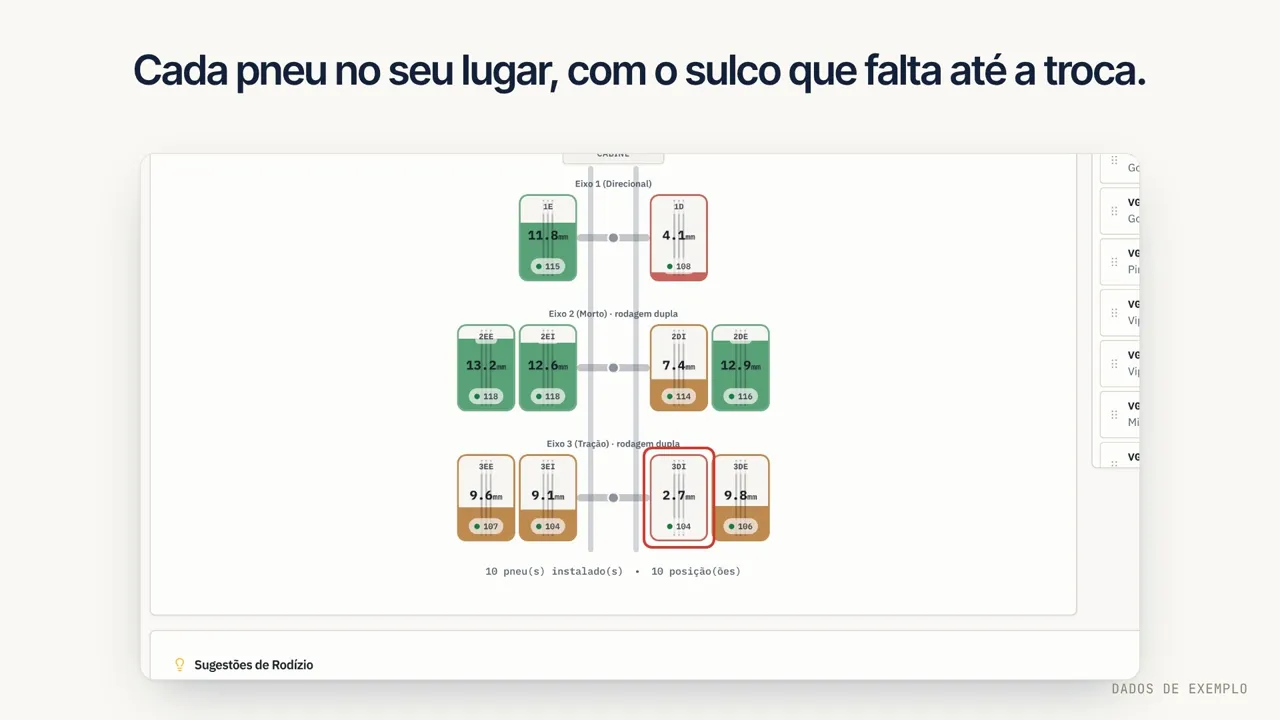 Cada pneu no seu lugar, com o sulco que falta até a troca.
CABINE
Eixo 1 (Direcional)
1E
11.8mm
115
1D
4.1mm
108
Eixo 2 (Morto) · rodagem dupla
2EE
13.2mm
118
2EI
12.6mm
118
2DI
7.4mm
114
2DE
12.9mm
116
Eixo 3 (Tração) · rodagem dupla
3EE
9.6mm
107
3EI
9.1mm
104
3DI
2.7mm
104
3DE
9.8mm
106
10 pneu(s) instalado(s) • 10 posição(ões)
Sugestões de Rodízio
DADOS DE EXEMPLO